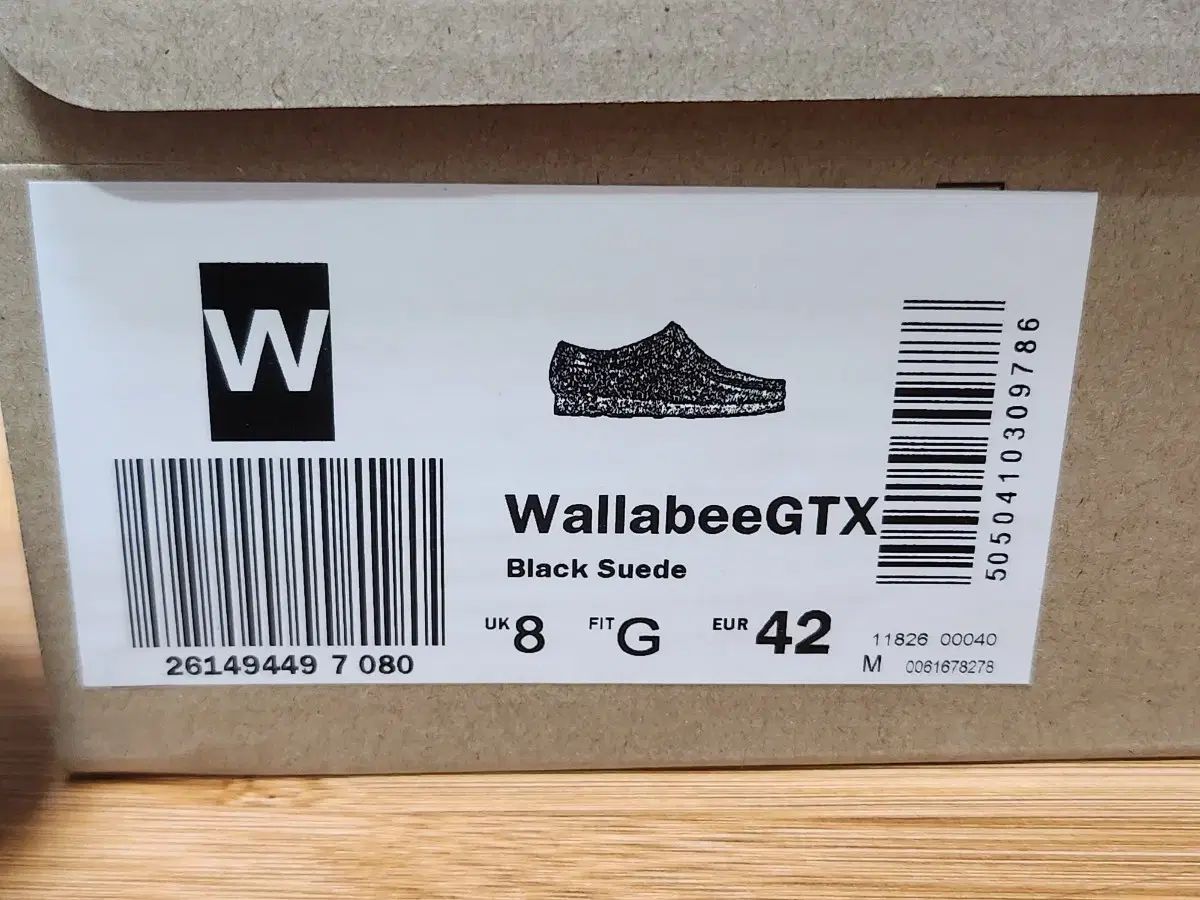 W
26149449 7 080
WallabeeGTX
Black Suede
UK 8 FIT G EUR 42
11826 00040
M 0061678278
5050410309786